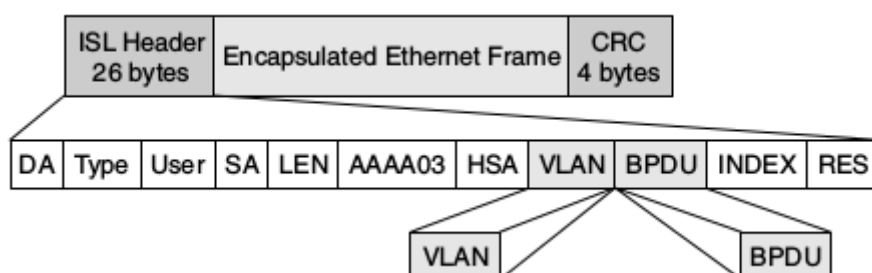 ISL Header
26 bytes
Encapsulated Ethernet Frame
CRC
4 bytes
DA Type User SA LEN AAAA03 HSA VLAN BPDU INDEX RES
VLAN BPDU